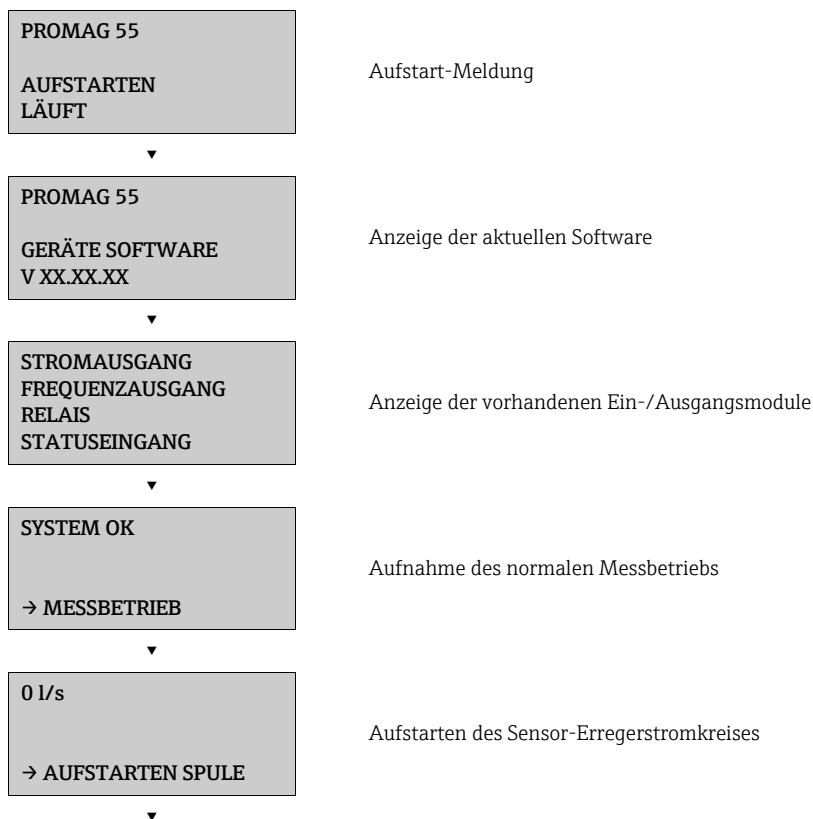 PROMAG 55
AUFSTARTEN
LÄUFT
Aufstart-Meldung
▼
PROMAG 55
GERÄTE SOFTWARE
V XX.XX.XX
Anzeige der aktuellen Software
▼
STROMAUSGANG
FREQUENZAUSGANG
RELAIS
STATUSEINGANG
Anzeige der vorhandenen Ein-/Ausgangsmodule
▼
SYSTEM OK
→ MESSBETRIEB
Aufnahme des normalen Messbetriebs
▼
0 l/s
→ AUFSTARTEN SPULE
Aufstarten des Sensor-Erregerstromkreises
▼